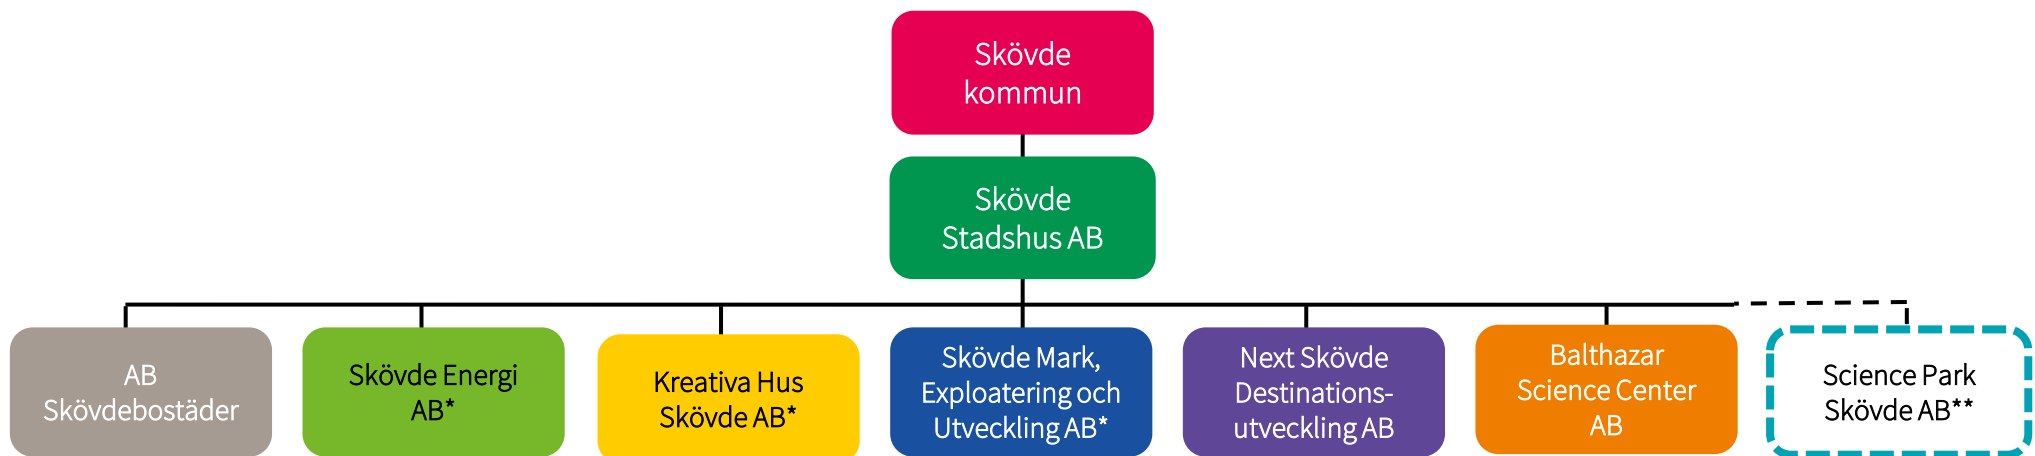 Skövde
kommun
Skövde
Stadshus AB
AB
Skövdebostäder
Skövde Energi
AB*
Kreativa Hus
Skövde AB*
Skövde Mark,
Exploatering och
Utveckling AB*
Next Skövde
Destinations-
utveckling AB
Balthazar
Science Center
AB
Science Park
Skövde AB**